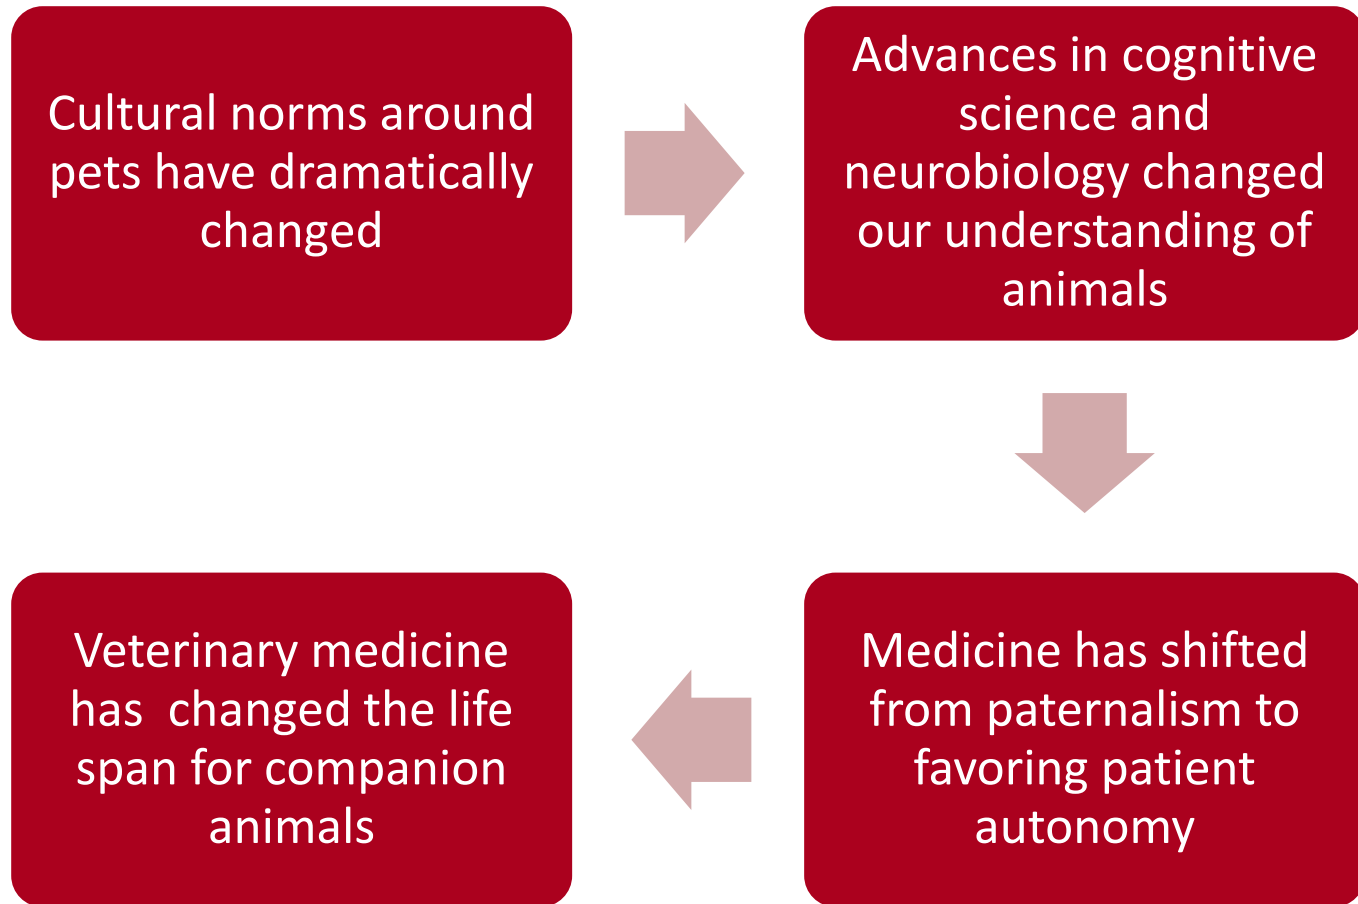 Cultural norms around
pets have dramatically
changed
Advances in cognitive
science and
neurobiology changed
our understanding of
animals
Medicine has shifted
from paternalism to
favoring patient
autonomy
Veterinary medicine
has  changed the life
span for companion
animals